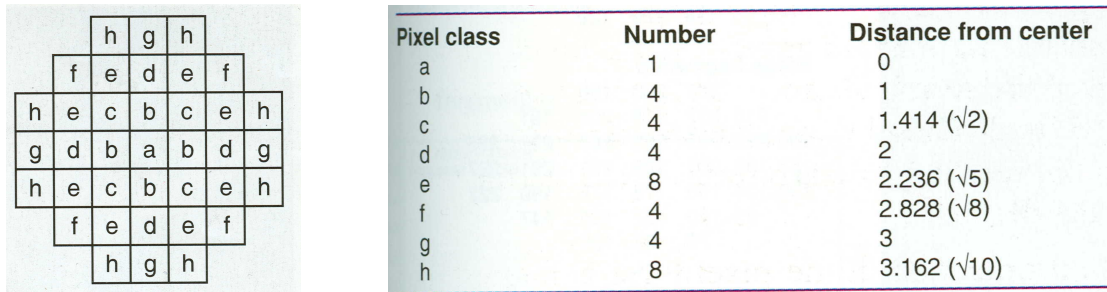 h g h
f e d e f
h e c b c e h
g d b a b d g
h e c b c e h
f e d e f
h g h
Pixel class Number Distance from center
a 1 0
b 4 1
c 4 1.414 (√2)
d 4 2
e 8 2.236 (√5)
f 4 2.828 (√8)
g 4 3
h 8 3.162 (√10)